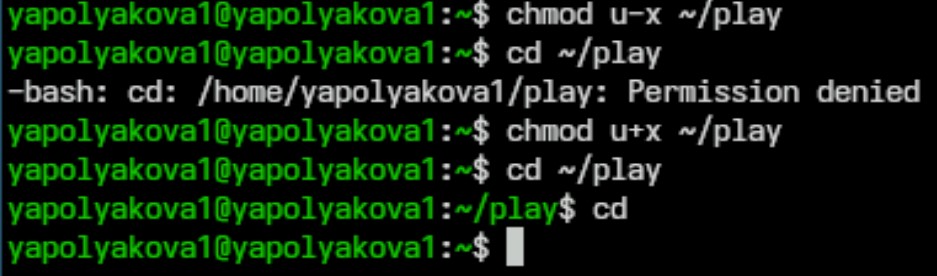 yapolyakova1@yapolyakova1:~$ chmod u-x ~/play
yapolyakova1@yapolyakova1:~$ cd ~/play
-bash: cd: /home/yapolyakova1/play: Permission denied
yapolyakova1@yapolyakova1:~$ chmod u+x ~/play
yapolyakova1@yapolyakova1:~$ cd ~/play
yapolyakova1@yapolyakova1:~/play$ cd
yapolyakova1@yapolyakova1:~$